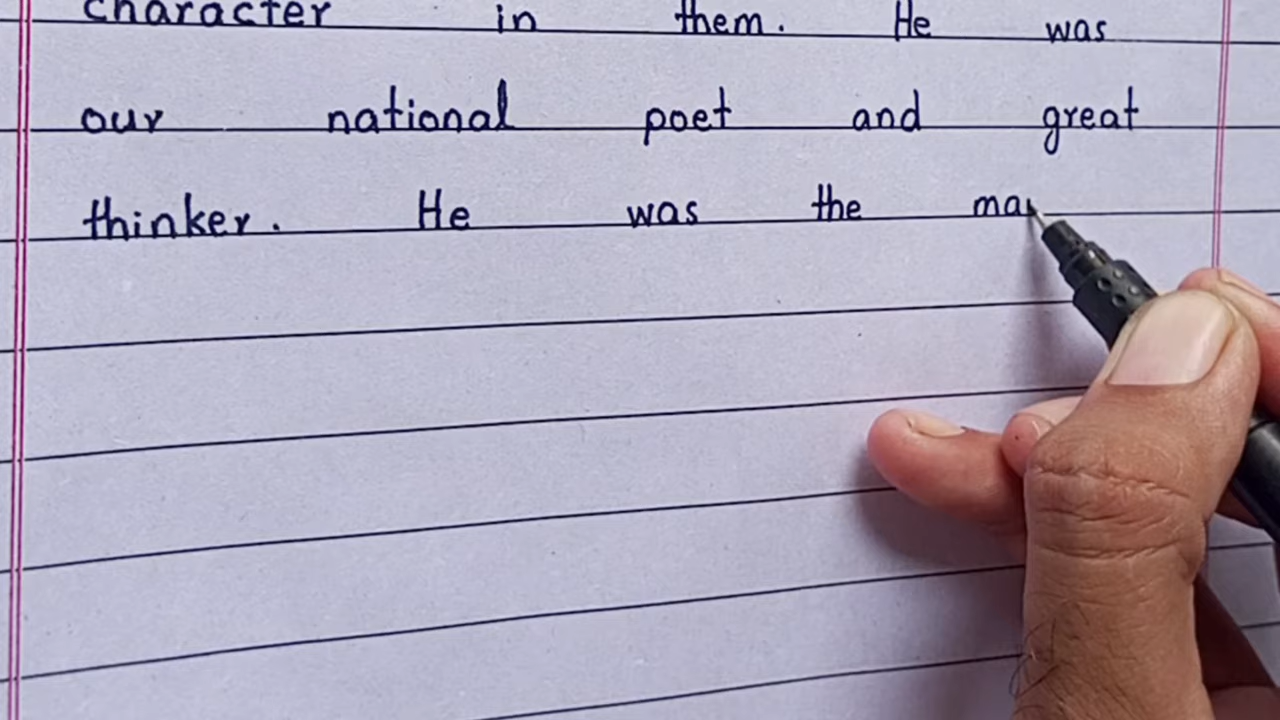 character in them. He was
our national poet and great
thinker. He was the